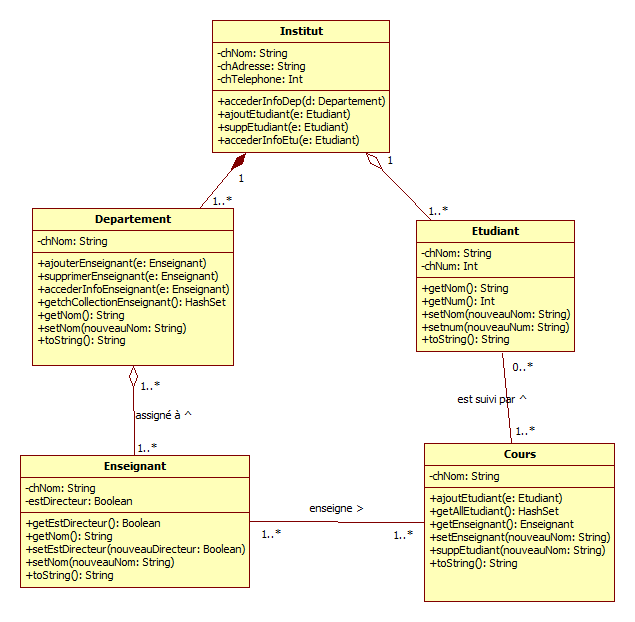 Institut
-chNom: String
-chAdresse: String
-chTelephone: Int
+accederInfoDep(d: Departement)
+ajoutEtudiant(e: Etudiant)
+suppEtudiant(e: Etudiant)
+accederInfoEtu(e: Etudiant)
1
1
1..*
1..*
Departement
-chNom: String
+ajouterEnseignant(e: Enseignant)
+supprimerEnseignant(e: Enseignant)
+accederInfoEnseignant(e: Enseignant)
+getchCollectionEnseignant(): HashSet
+getNom(): String
+setNom(nouveauNom: String)
+toString(): String
Etudiant
-chNom: String
-chNum: Int
+getNom(): String
+getNum(): Int
+setNom(nouveauNom: String)
+setnum(nouveauNum: String)
+toString(): String
1..*
assigné à ^
1..*
0..*
est suivi par ^
1..*
Enseignant
-chNom: String
-estDirecteur: Boolean
+getEstDirecteur(): Boolean
+getNom(): String
+setEstDirecteur(nouveauDirecteur: Boolean)
+setNom(nouveauNom: String)
+toString(): String
enseigne >
1..*
1..*
Cours
-chNom: String
+ajoutEtudiant(e: Etudiant)
+getAllEtudiant(): HashSet
+getEnseignant(): Enseignant
+setEnseignant(nouveauNom: String)
+suppEtudiant(nouveauNom: String)
+toString(): String